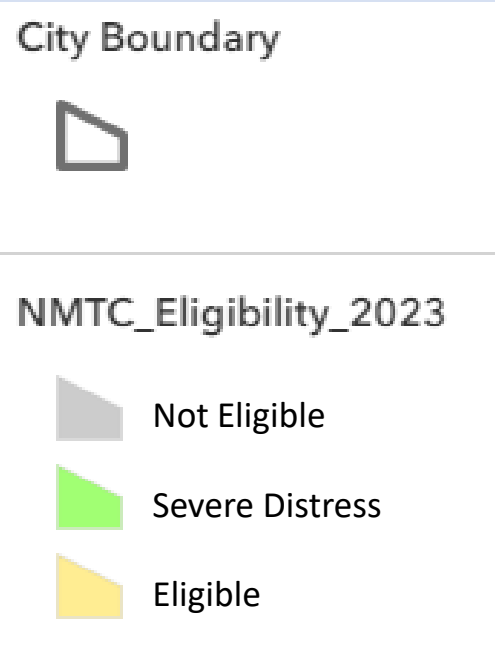 City Boundary
NMTC_Eligibility_2023
Not Eligible
Severe Distress
Eligible